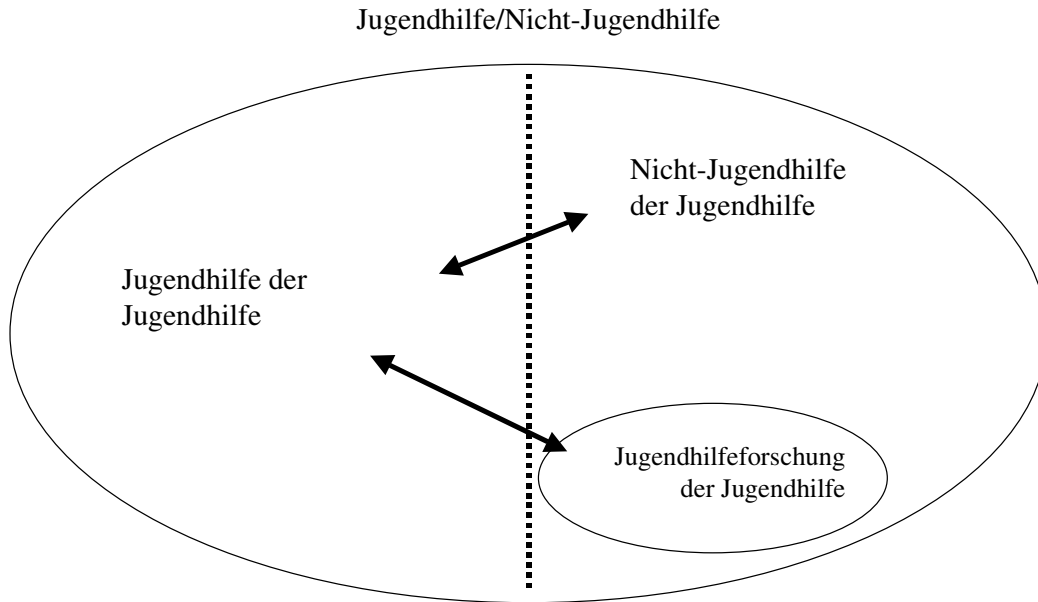 Jugendhilfe/Nicht-Jugendhilfe
Nicht-Jugendhilfe
der Jugendhilfe
Jugendhilfe der
Jugendhilfe
Jugendhilfeforschung
der Jugendhilfe